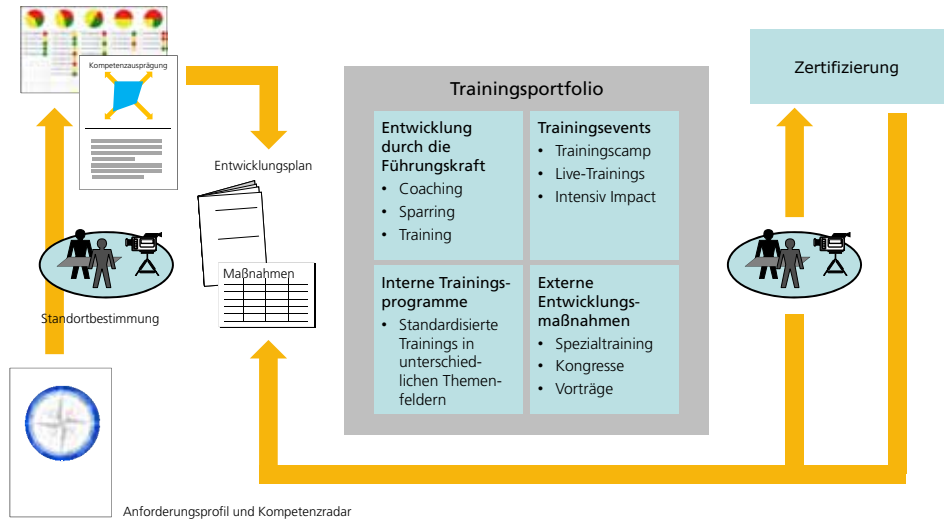 Kompetenzausprägung
Entwicklungsplan
Maßnahmen
Standortbestimmung
Anforderungsprofil und Kompetenzradar
Trainingsportfolio
Entwicklung
durch die
Führungskraft
• Coaching
• Sparring
• Training
Trainingsevents
• Trainingscamp
• Live-Trainings
• Intensiv Impact
Interne Trainings-
programme
• Standardisierte
Trainings in
unterschied-
lichen Themen-
feldern
Externe
Entwicklungs-
maßnahmen
• Spezialtraining
• Kongresse
• Vorträge
Zertifizierung